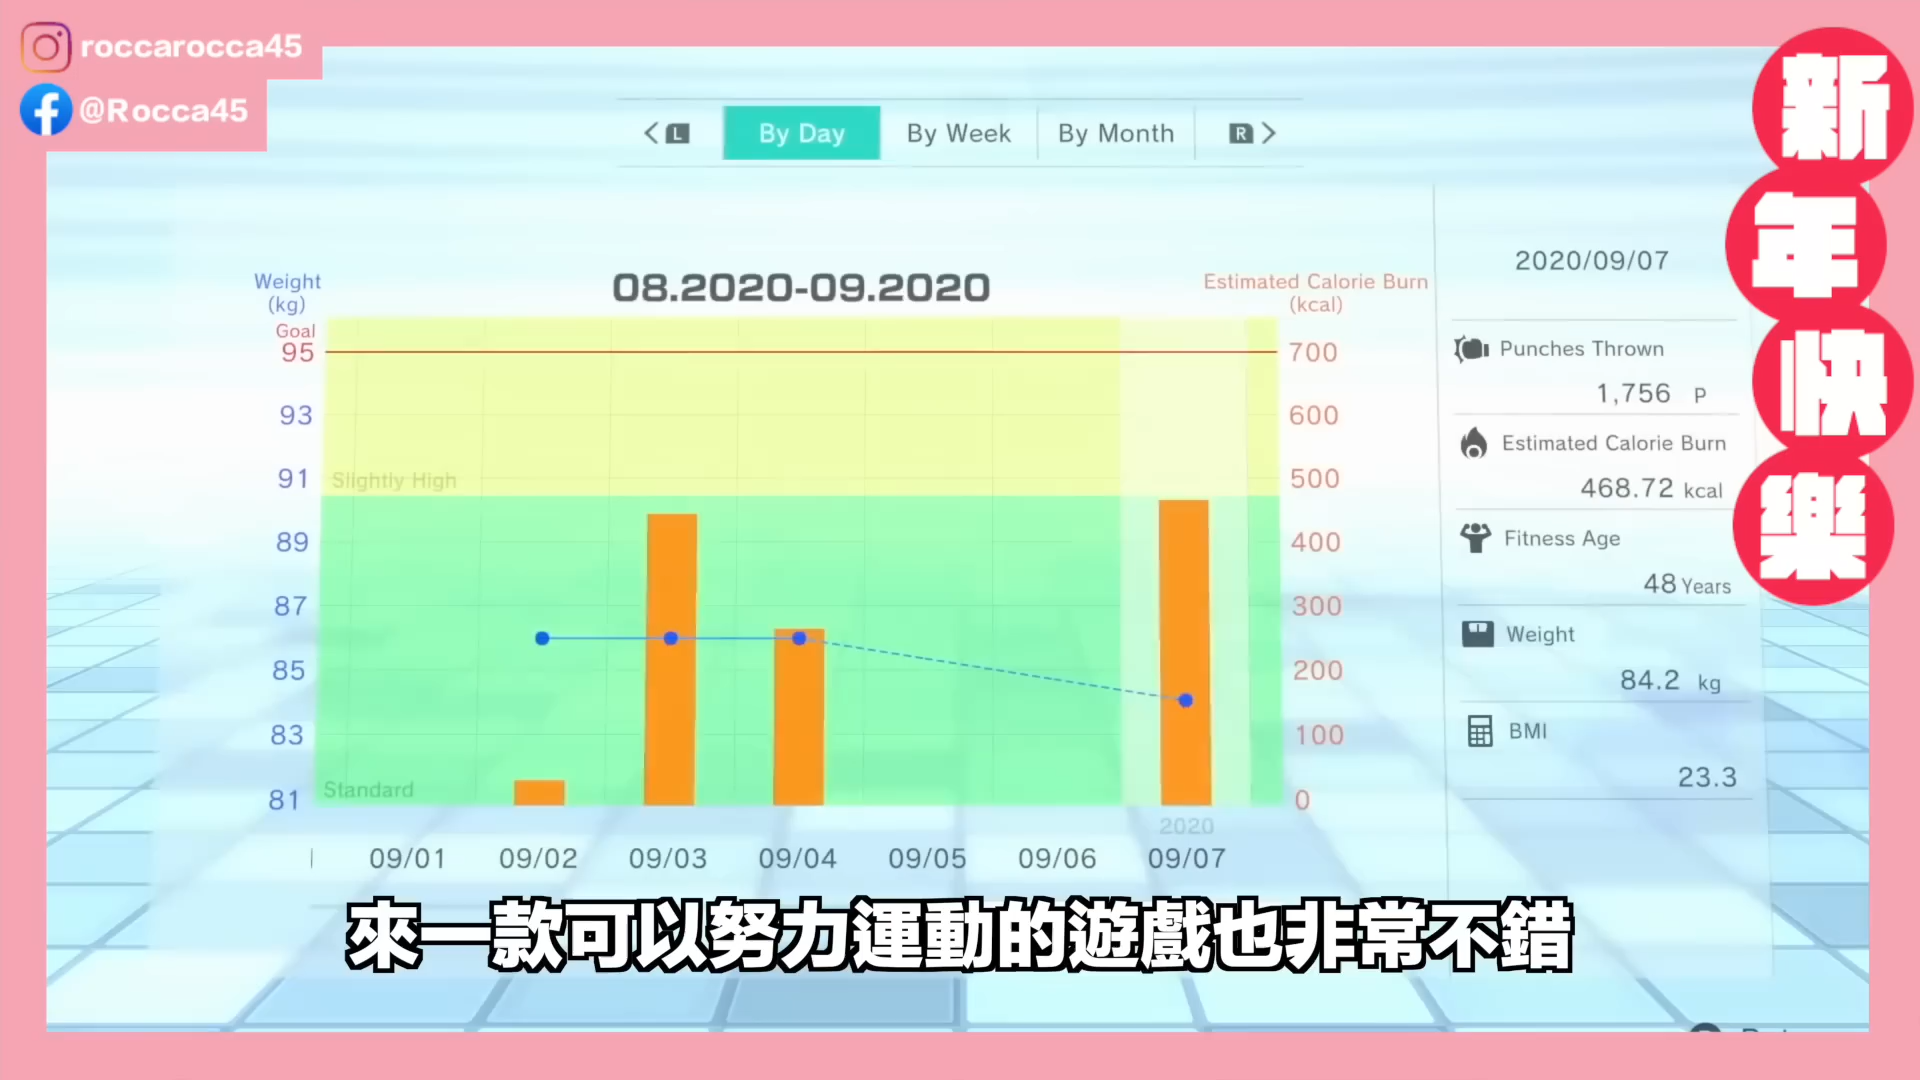 roccarocca45
@Rocca45
新年快樂
L
By Day
By Week
By Month
R
08.2020-09.2020
Weight
(kg)
Goal
95
93
91
89
87
85
83
81
Slightly High
Standard
Estimated Calorie Burn
(kcal)
700
600
500
400
300
200
100
0
2020
09/01
09/02
09/03
09/04
09/05
09/06
09/07
2020/09/07
Punches Thrown
1,756 P
Estimated Calorie Burn
468.72 kcal
Fitness Age
48 Years
Weight
84.2 kg
BMI
23.3
來一款可以努力運動的遊戲也非常不錯